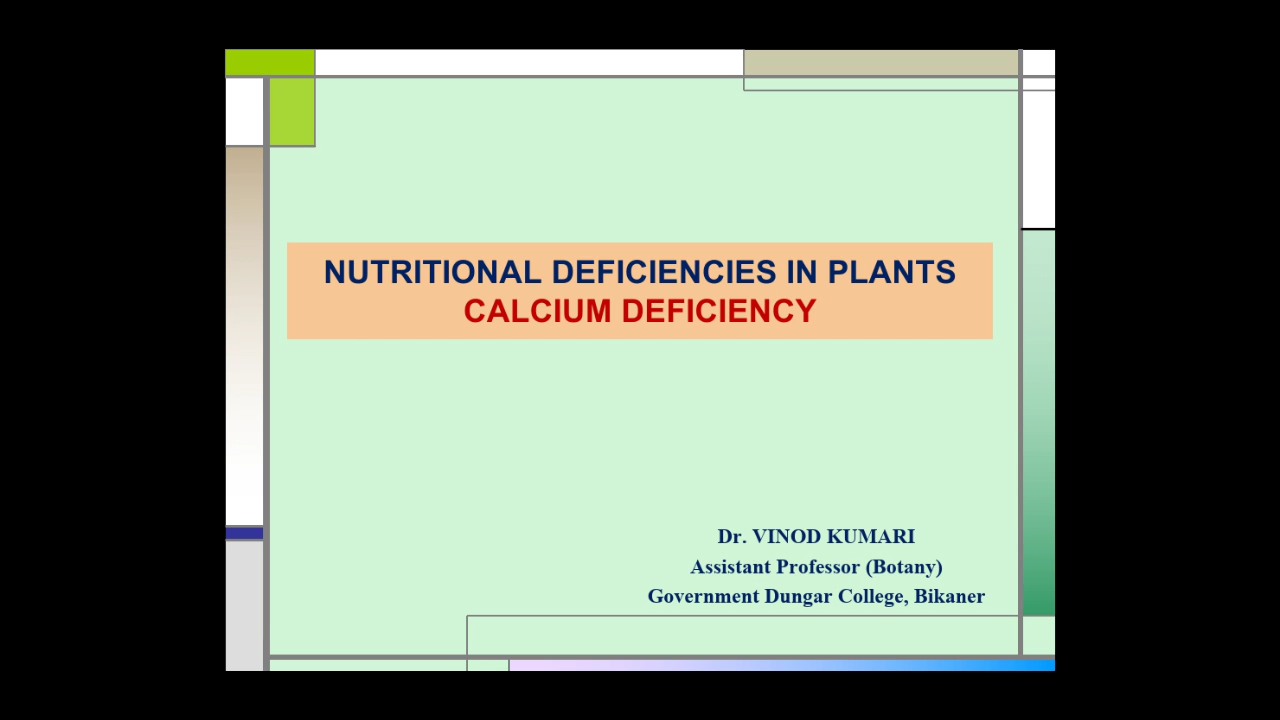 NUTRITIONAL DEFICIENCIES IN PLANTS
CALCIUM DEFICIENCY
Dr. VINOD KUMARI
Assistant Professor (Botany)
Government Dungar College, Bikaner